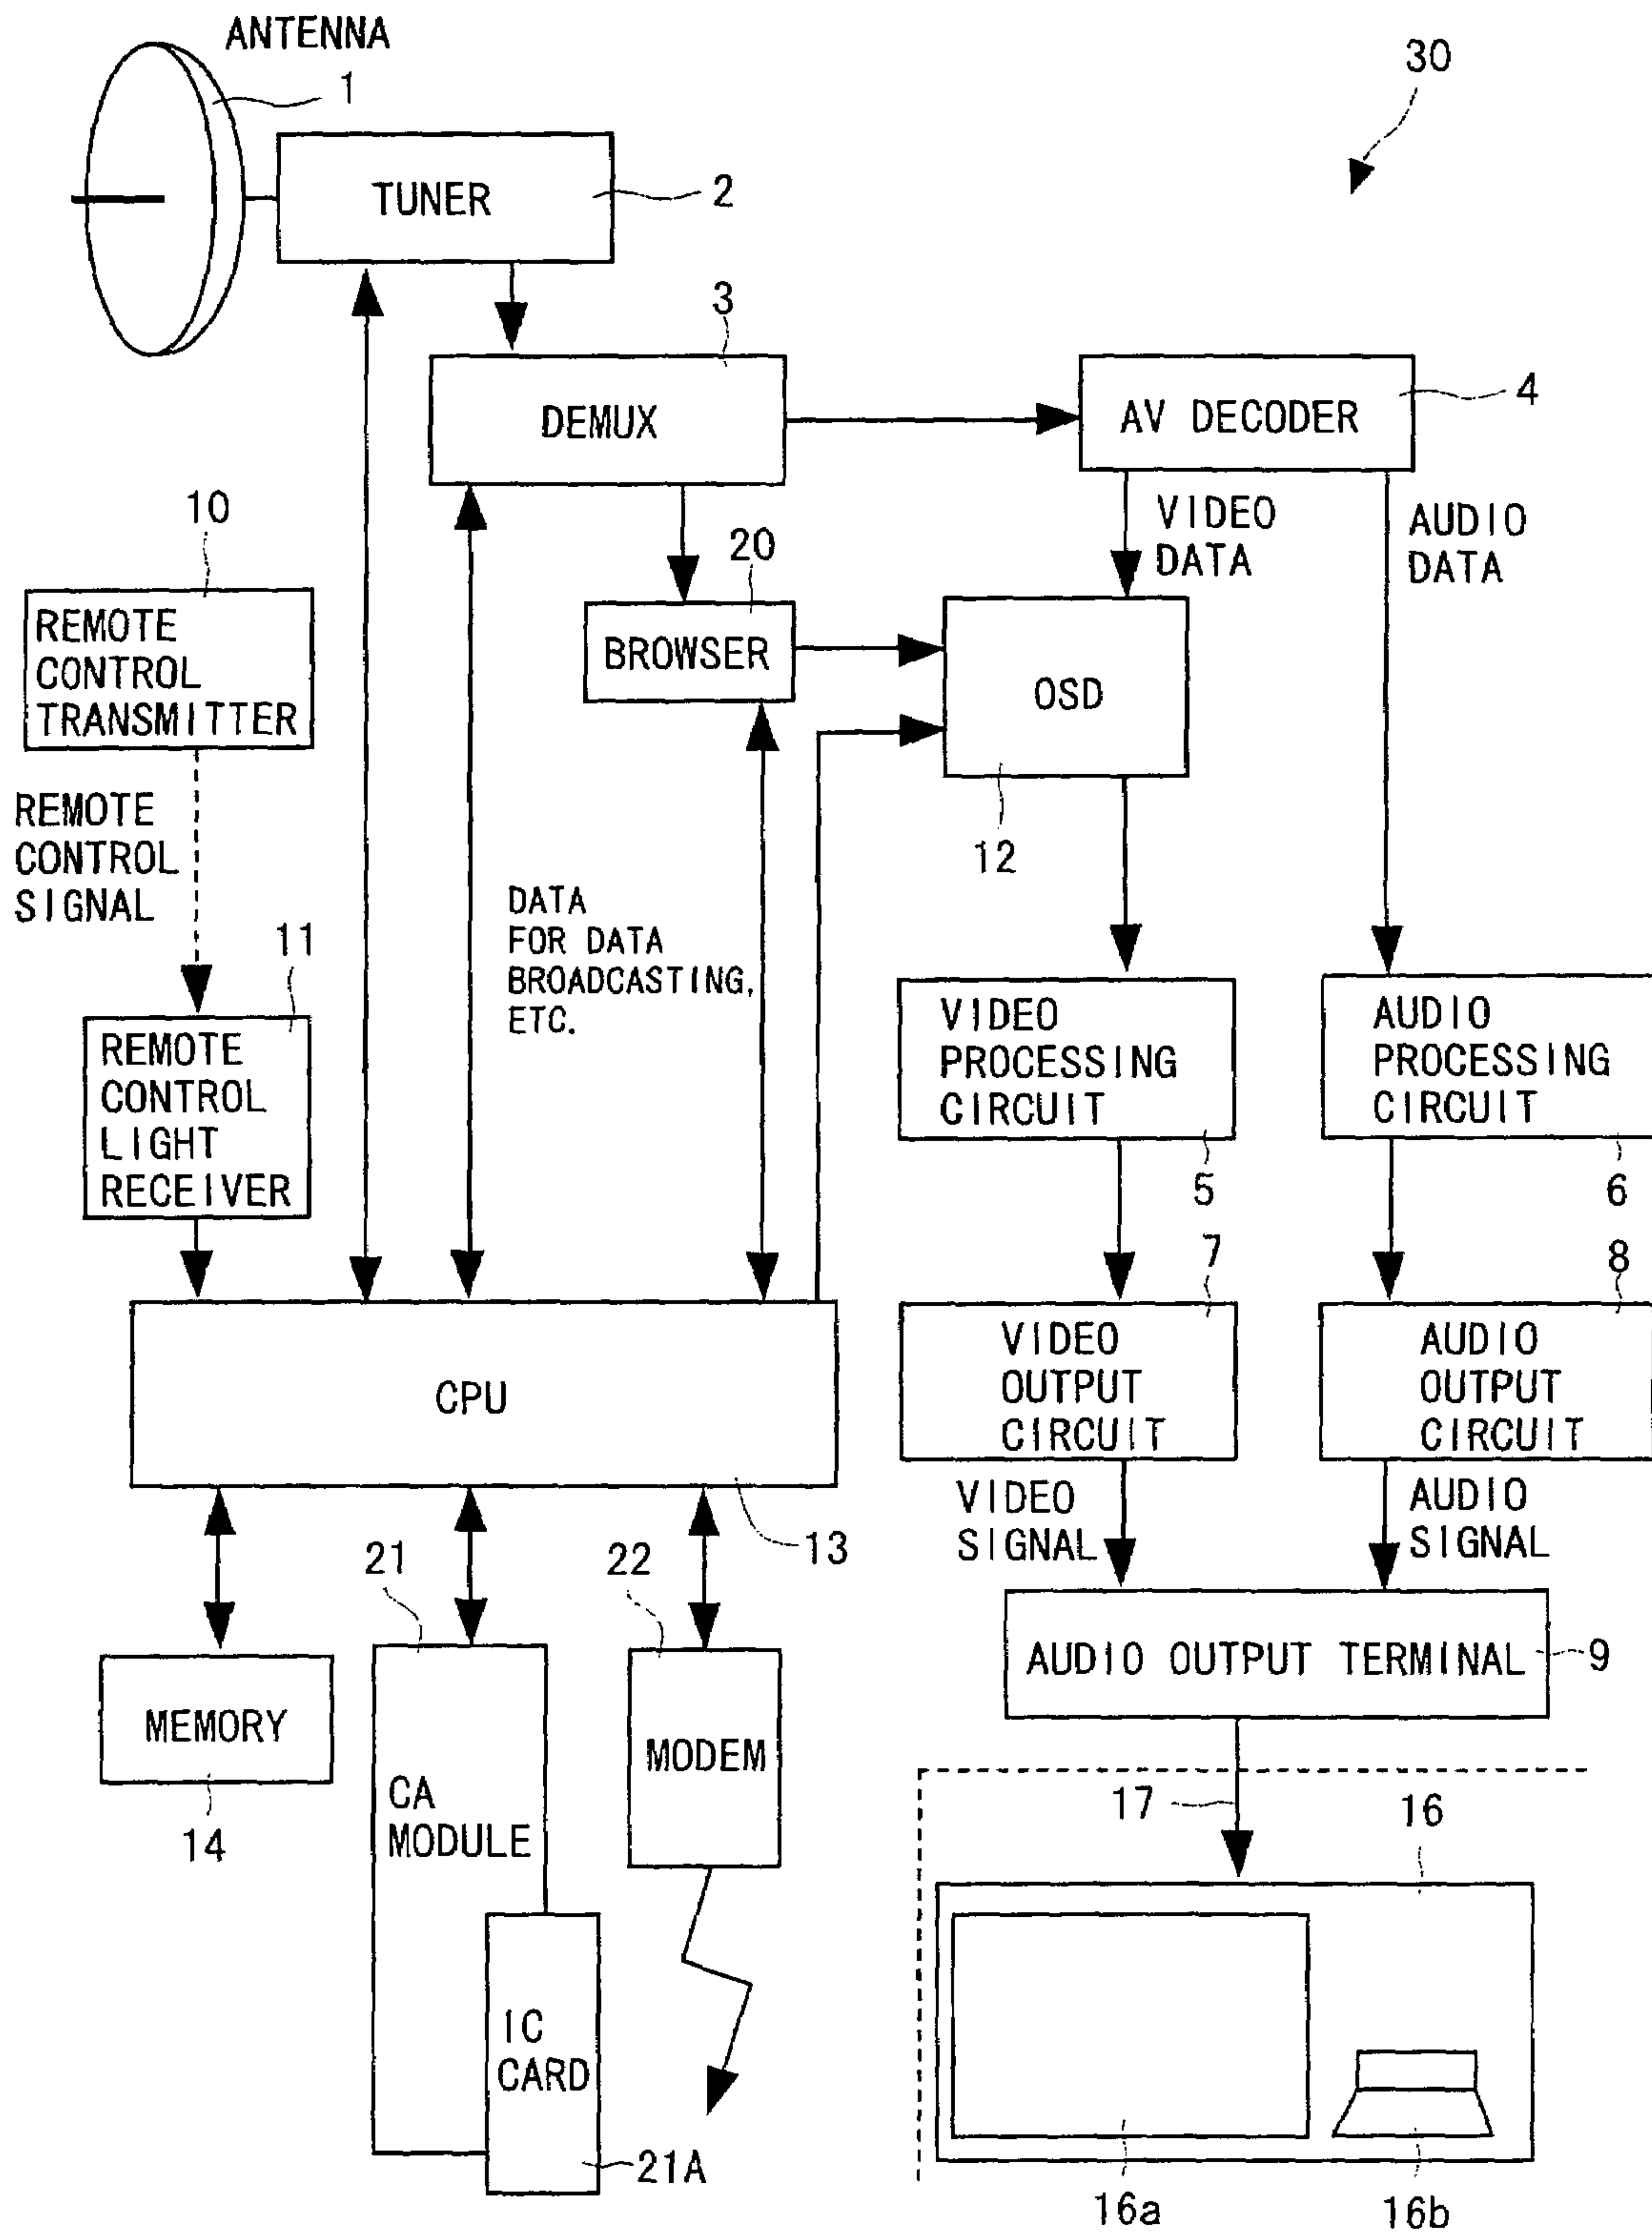 ANTENNA
1
30
TUNER
2
3
DEMUX
AV DECODER
4
VIDEO
DATA
AUDIO
DATA
10
20
REMOTE
CONTROL
TRANSMITTER
BROWSER
OSD
12
REMOTE
CONTROL
SIGNAL
DATA
FOR DATA
BROADCASTING,
ETC.
11
REMOTE
CONTROL
LIGHT
RECEIVER
VIDEO
PROCESSING
CIRCUIT
5
AUDIO
PROCESSING
CIRCUIT
6
7
8
CPU
13
VIDEO
OUTPUT
CIRCUIT
AUDIO
OUTPUT
CIRCUIT
VIDEO
SIGNAL
AUDIO
SIGNAL
21
22
AUDIO OUTPUT TERMINAL
9
MEMORY
14
CA
MODULE
MODEM
17
16
IC
CARD
21A
16a
16b